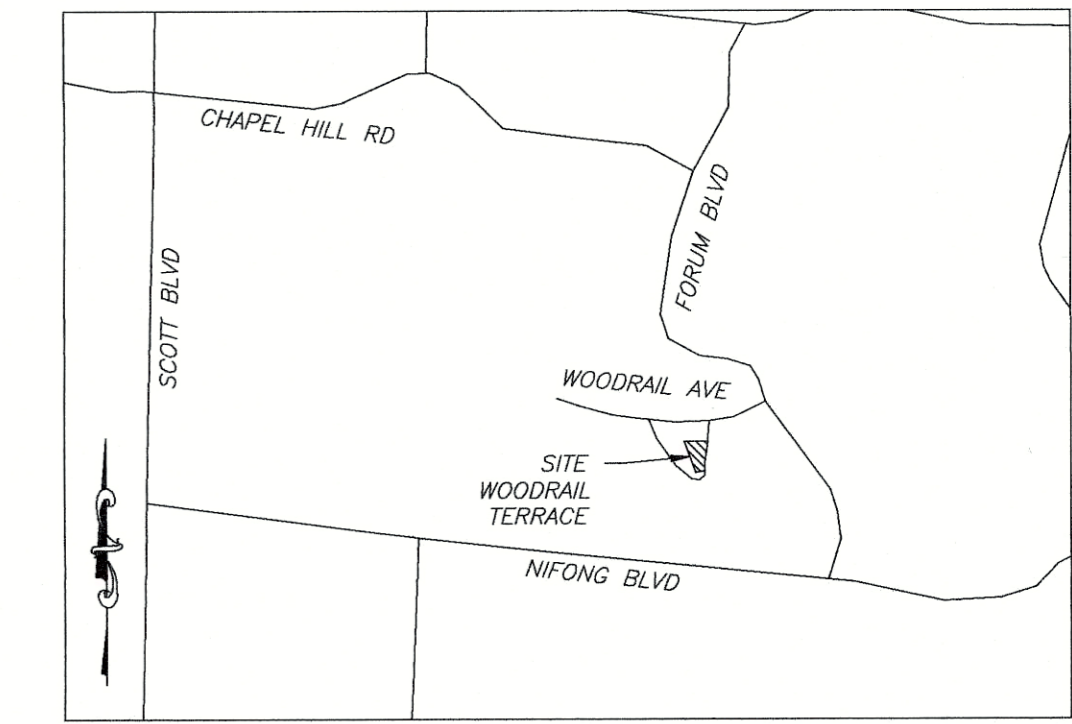 CHAPEL HILL RD
FORUM BLVD
SCOTT BLVD
WOODRAIL AVE
SITE
WOODRAIL
TERRACE
NIFONG BLVD